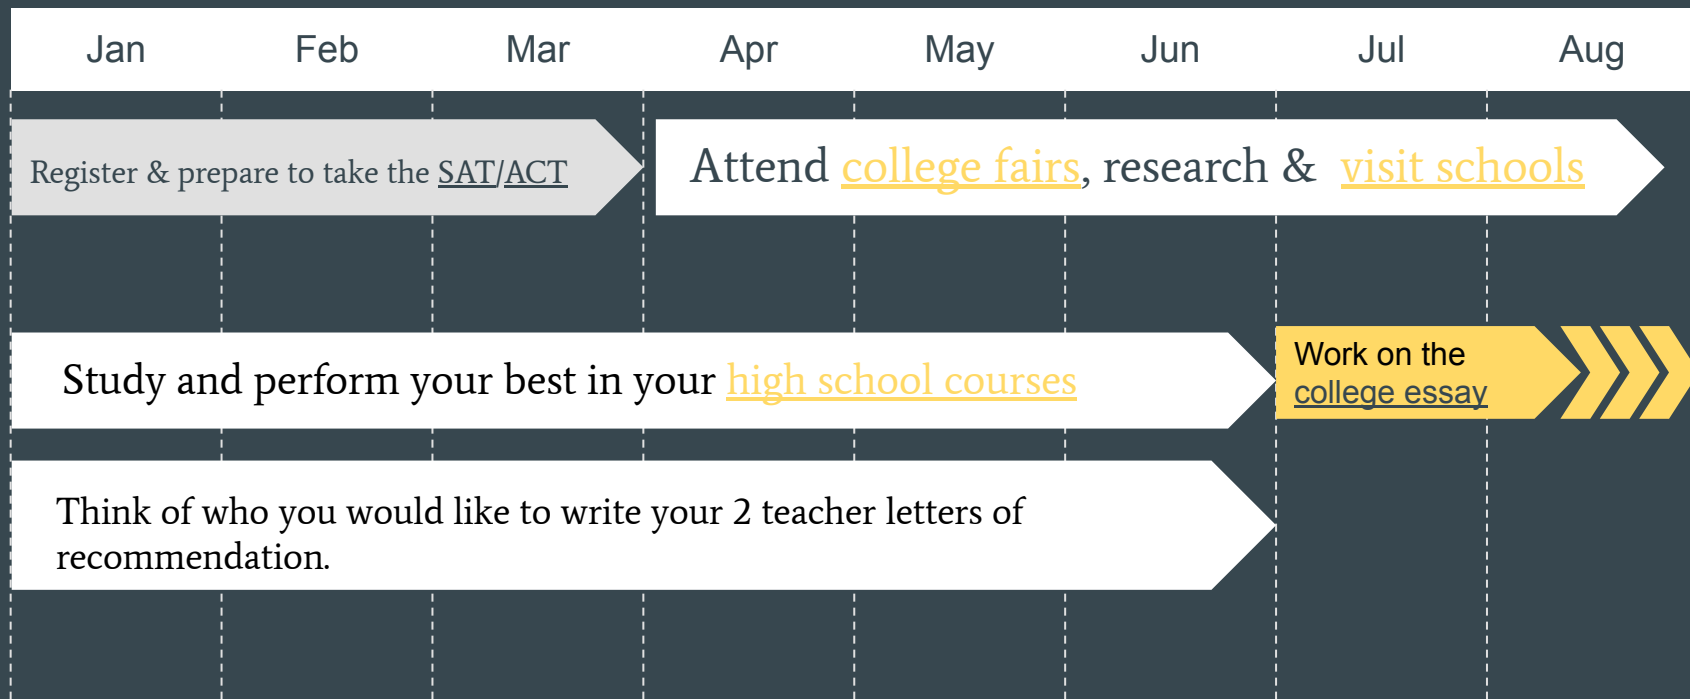 Jan Feb Mar Apr May Jun Jul Aug
Register & prepare to take the SAT/ACT
Attend college fairs, research & visit schools
Study and perform your best in your high school courses
Work on the
college essay
Think of who you would like to write your 2 teacher letters of
recommendation.